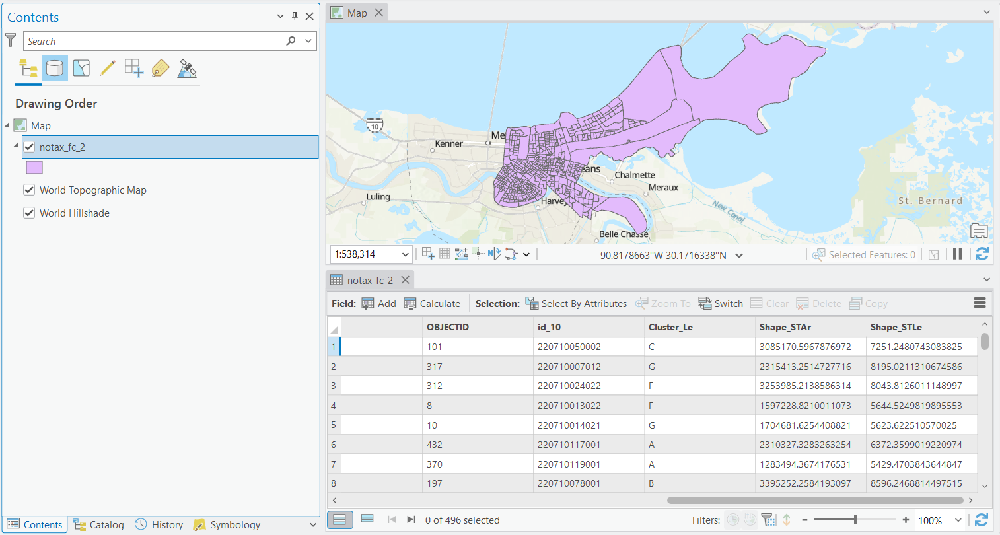 Contents
Search
Drawing Order
Map
notax_fc_2
World Topographic Map
World Hillshade
Contents Catalog History Symbology
Map
10
Kenner
Me
eans
Chalmette
Meraux
Luling
Harvey
New Canal
St. Bernard
Belle Chasse
1:538,314 90.8178663°W 30.1716338°N Selected Features: 0
notax_fc_2
Field: Add Calculate Selection: Select By Attributes Zoom To Switch Clear Delete Copy
OBJECTID id_10 Cluster_Le Shape_STAr Shape_STLe
1 101 220710050002 C 3085170.5967876972 7251.2480743083825
2 317 220710007012 G 2315413.2514727716 8195.0211310674586
3 312 220710024022 F 3253985.2138586314 8043.8126011148997
4 8 220710013022 F 1597228.8210011073 5644.5249819895553
5 10 220710014021 G 1704681.6254408821 5623.622510570025
6 432 220710117001 A 2310327.3283263254 6372.3599019220974
7 370 220710119001 A 1283494.3674176531 5429.4703843644847
8 197 220710078001 B 3395252.2584193097 8596.2468814497515
0 of 496 selected Filters: 100%